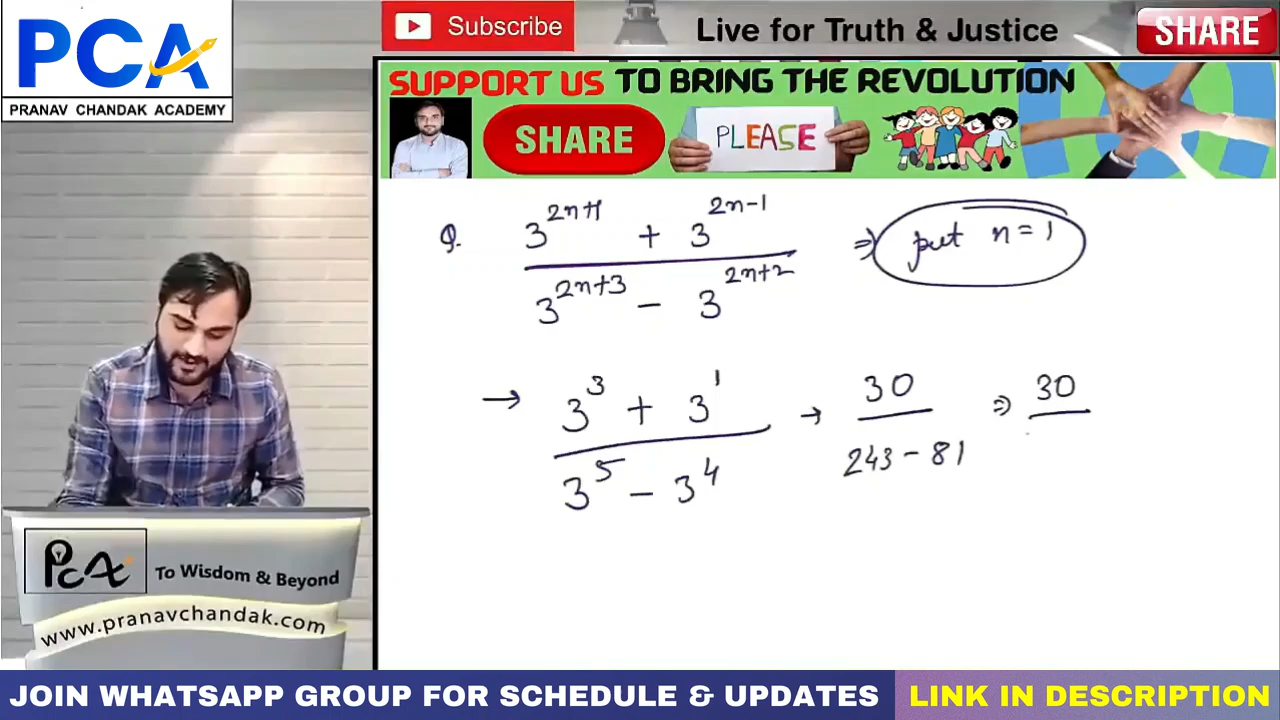 PCA
PRANAV CHANDAK ACADEMY
Subscribe
Live for Truth & Justice
SHARE
SUPPORT US TO BRING THE REVOLUTION
SHARE
PLEASE
Q. (3^{2n+1} + 3^{2n-1}) / (3^{2n+3} - 3^{2n+2}) ⇒ put n = 1
→ (3^3 + 3^1) / (3^5 - 3^4) → 30 / (243 - 81) ⇒ 30 /
PCA
To Wisdom & Beyond
www.pranavchandak.com
JOIN WHATSAPP GROUP FOR SCHEDULE & UPDATES
LINK IN DESCRIPTION